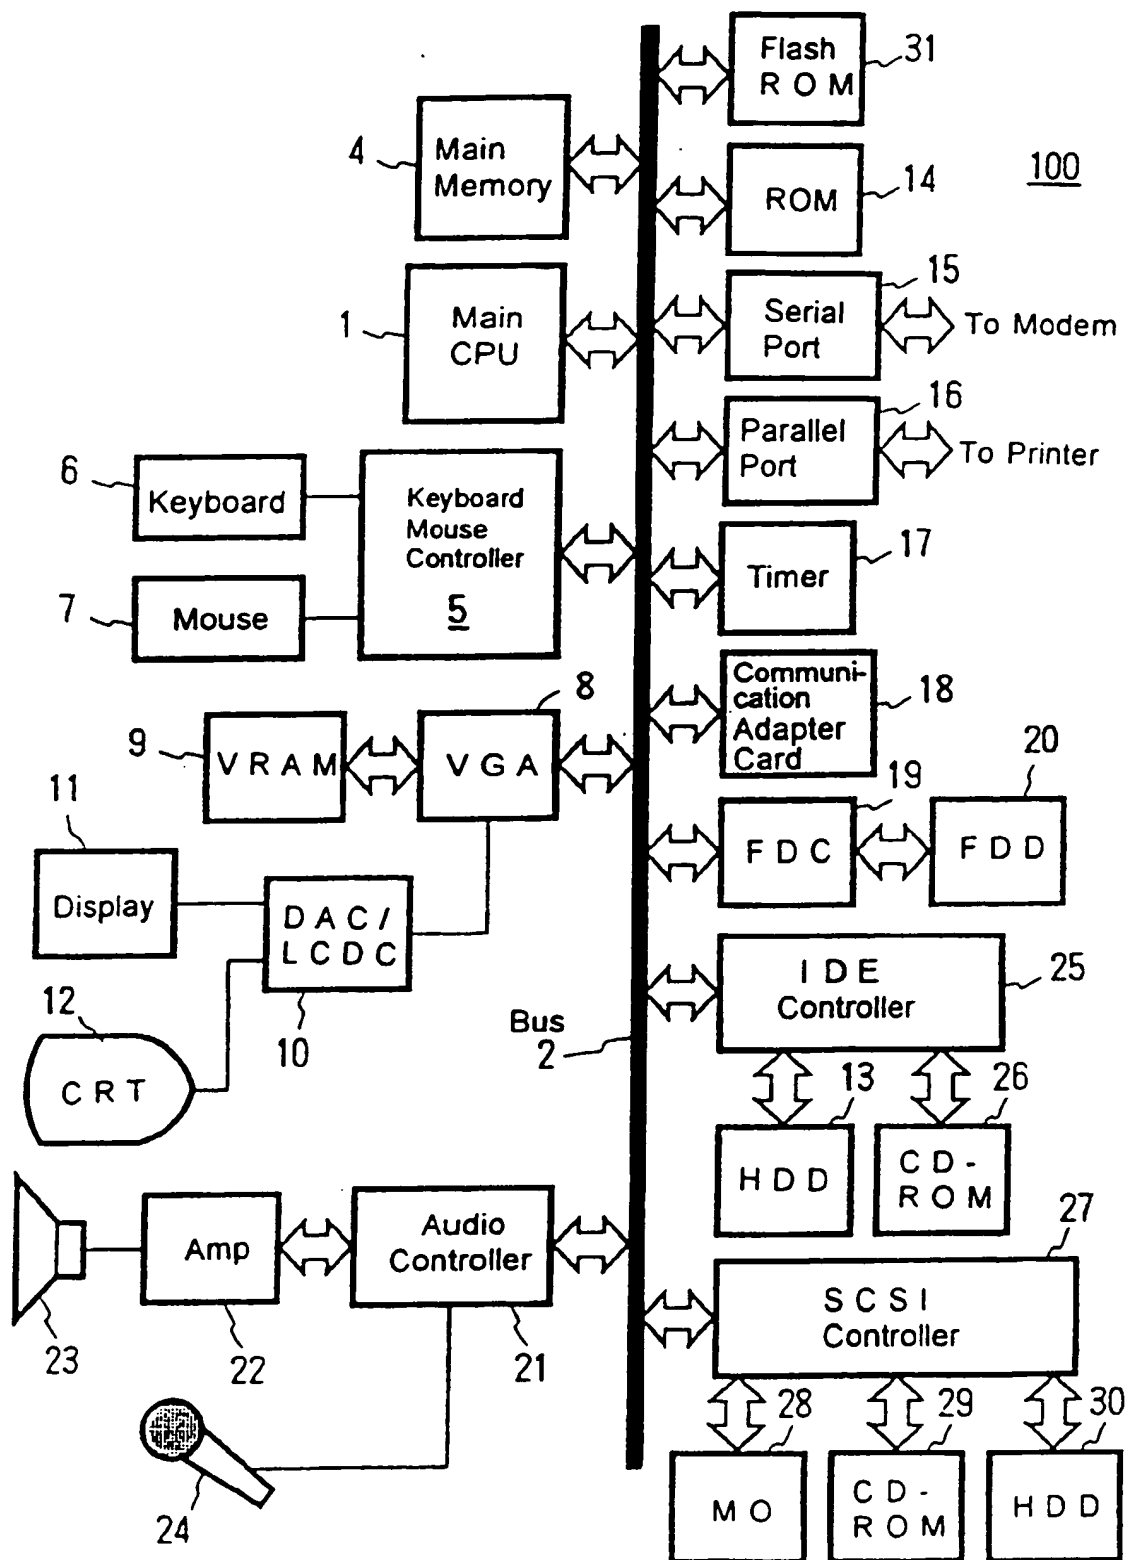 Flash
ROM
31
4
Main
Memory
100
ROM
14
1
Main
CPU
15
Serial
Port
To Modem
16
Parallel
Port
To Printer
6
Keyboard
Keyboard
Mouse
Controller
5
7
Mouse
17
Timer
Communi-
cation
Adapter
Card
18
8
9
VRAM
VGA
19
20
FDC
FDD
11
Display
DAC/
LCDC
10
12
CRT
Bus
2
IDE
Controller
25
13
26
HDD
CD-
ROM
23
Amp
22
Audio
Controller
21
27
SCSI
Controller
24
28
29
30
MO
CD-
ROM
HDD